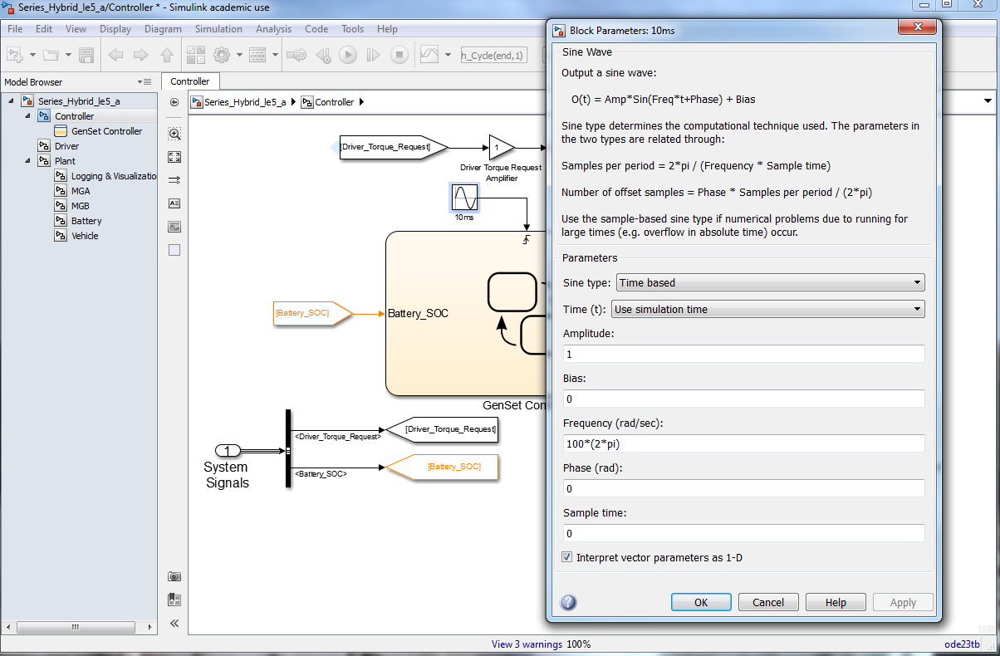 Series_Hybrid_le5_a/Controller * - Simulink academic use
File Edit View Display Diagram Simulation Analysis Code Tools Help
h_Cycle(end,1)
Model Browser
Controller
Series_Hybrid_le5_a
Controller
GenSet Controller
Driver
Plant
Logging & Visualizatio
MGA
MGB
Battery
Vehicle
Series_Hybrid_le5_a Controller
[Driver_Torque_Request]
1
Driver Torque Request
Amplifier
10ms
[Battery_SOC]
Battery_SOC
GenSet Con
1
System
Signals
<Driver_Torque_Request>
[Driver_Torque_Request]
<Battery_SOC>
[Battery_SOC]
View 3 warnings 100%
ode23tb
Block Parameters: 10ms
Sine Wave
Output a sine wave:
O(t) = Amp*Sin(Freq*t+Phase) + Bias
Sine type determines the computational technique used. The parameters in
the two types are related through:
Samples per period = 2*pi / (Frequency * Sample time)
Number of offset samples = Phase * Samples per period / (2*pi)
Use the sample-based sine type if numerical problems due to running for
large times (e.g. overflow in absolute time) occur.
Parameters
Sine type: Time based
Time (t): Use simulation time
Amplitude:
1
Bias:
0
Frequency (rad/sec):
100*(2*pi)
Phase (rad):
0
Sample time:
0
Interpret vector parameters as 1-D
OK Cancel Help Apply